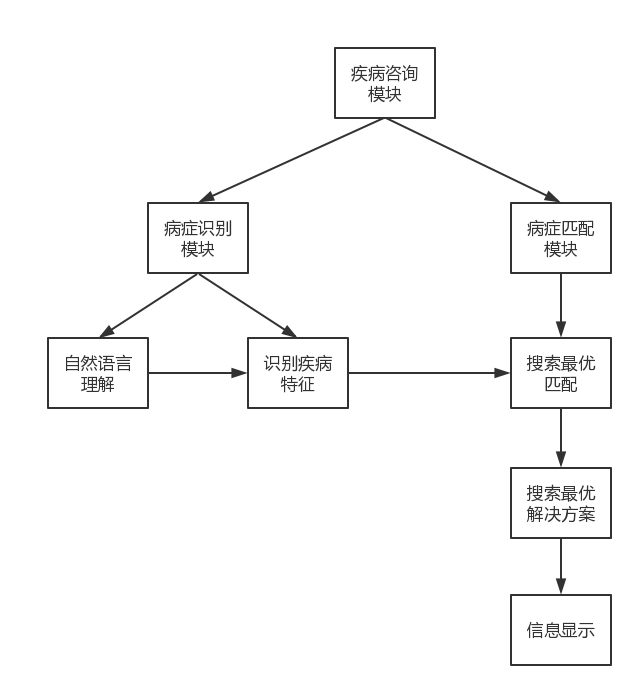 疾病咨询
模块
病症识别
模块
病症匹配
模块
自然语言
理解
识别疾病
特征
搜索最优
匹配
搜索最优
解决方案
信息显示